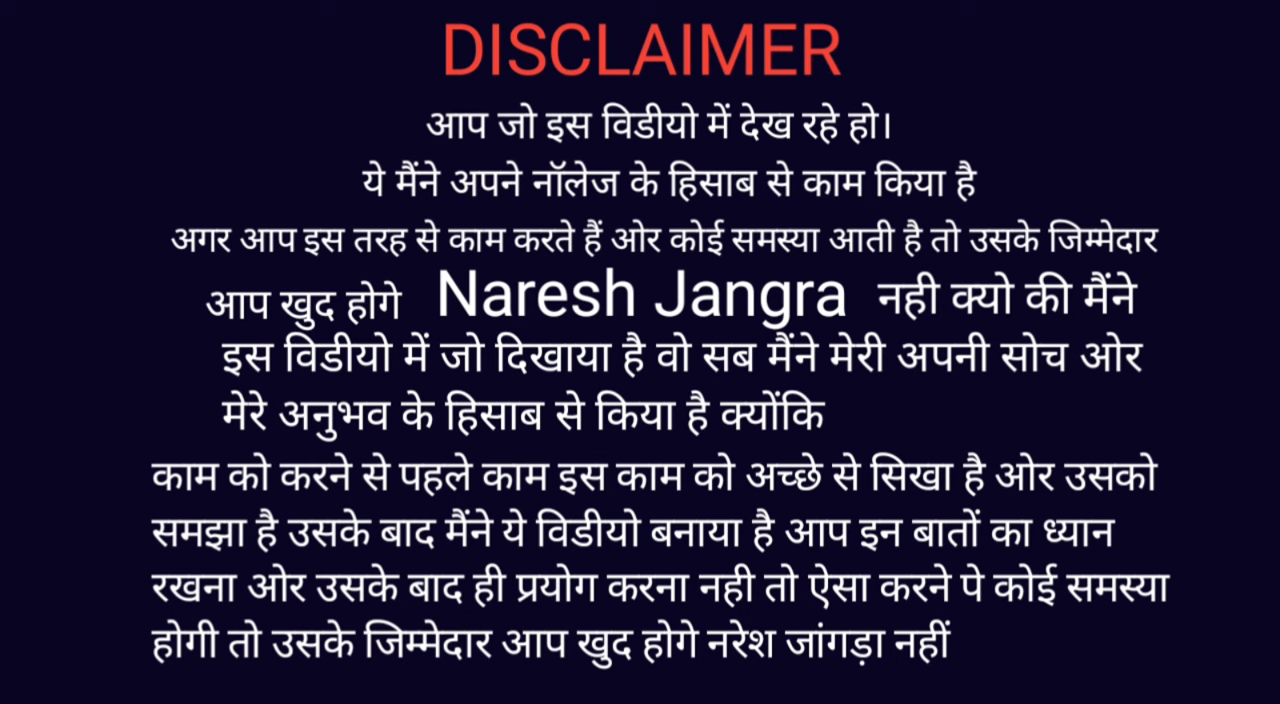 DISCLAIMER
आप जो इस विडीयो में देख रहे हो।
ये मैंने अपने नॉलेज के हिसाब से काम किया है
अगर आप इस तरह से काम करते हैं ओर कोई समस्या आती है तो उसके जिम्मेदार
आप खुद होगे Naresh Jangra नही क्यो की मैंने
इस विडीयो में जो दिखाया है वो सब मैंने मेरी अपनी सोच ओर
मेरे अनुभव के हिसाब से किया है क्योंकि
काम को करने से पहले काम इस काम को अच्छे से सिखा है ओर उसको
समझा है उसके बाद मैंने ये विडीयो बनाया है आप इन बातों का ध्यान
रखना ओर उसके बाद ही प्रयोग करना नही तो ऐसा करने पे कोई समस्या
होगी तो उसके जिम्मेदार आप खुद होगे नरेश जांगड़ा नहीं